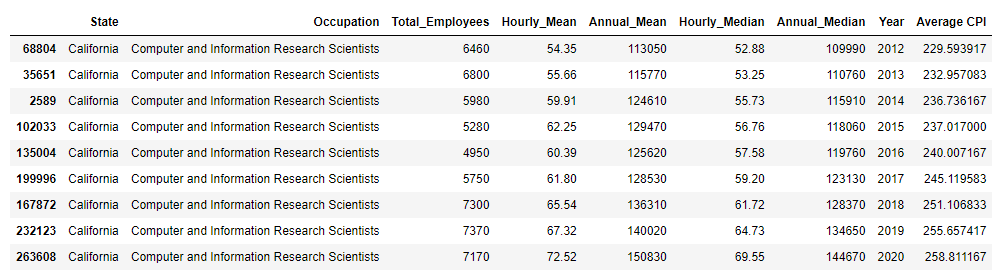 State Occupation Total_Employees Hourly_Mean Annual_Mean Hourly_Median Annual_Median Year Average CPI
68804 California Computer and Information Research Scientists 6460 54.35 113050 52.88 109990 2012 229.593917
35651 California Computer and Information Research Scientists 6800 55.66 115770 53.25 110760 2013 232.957083
2589 California Computer and Information Research Scientists 5980 59.91 124610 55.73 115910 2014 236.736167
102033 California Computer and Information Research Scientists 5280 62.25 129470 56.76 118060 2015 237.017000
135004 California Computer and Information Research Scientists 4950 60.39 125620 57.58 119760 2016 240.007167
199996 California Computer and Information Research Scientists 5750 61.80 128530 59.20 123130 2017 245.119583
167872 California Computer and Information Research Scientists 7300 65.54 136310 61.72 128370 2018 251.106833
232123 California Computer and Information Research Scientists 7370 67.32 140020 64.73 134650 2019 255.657417
263608 California Computer and Information Research Scientists 7170 72.52 150830 69.55 144670 2020 258.811167